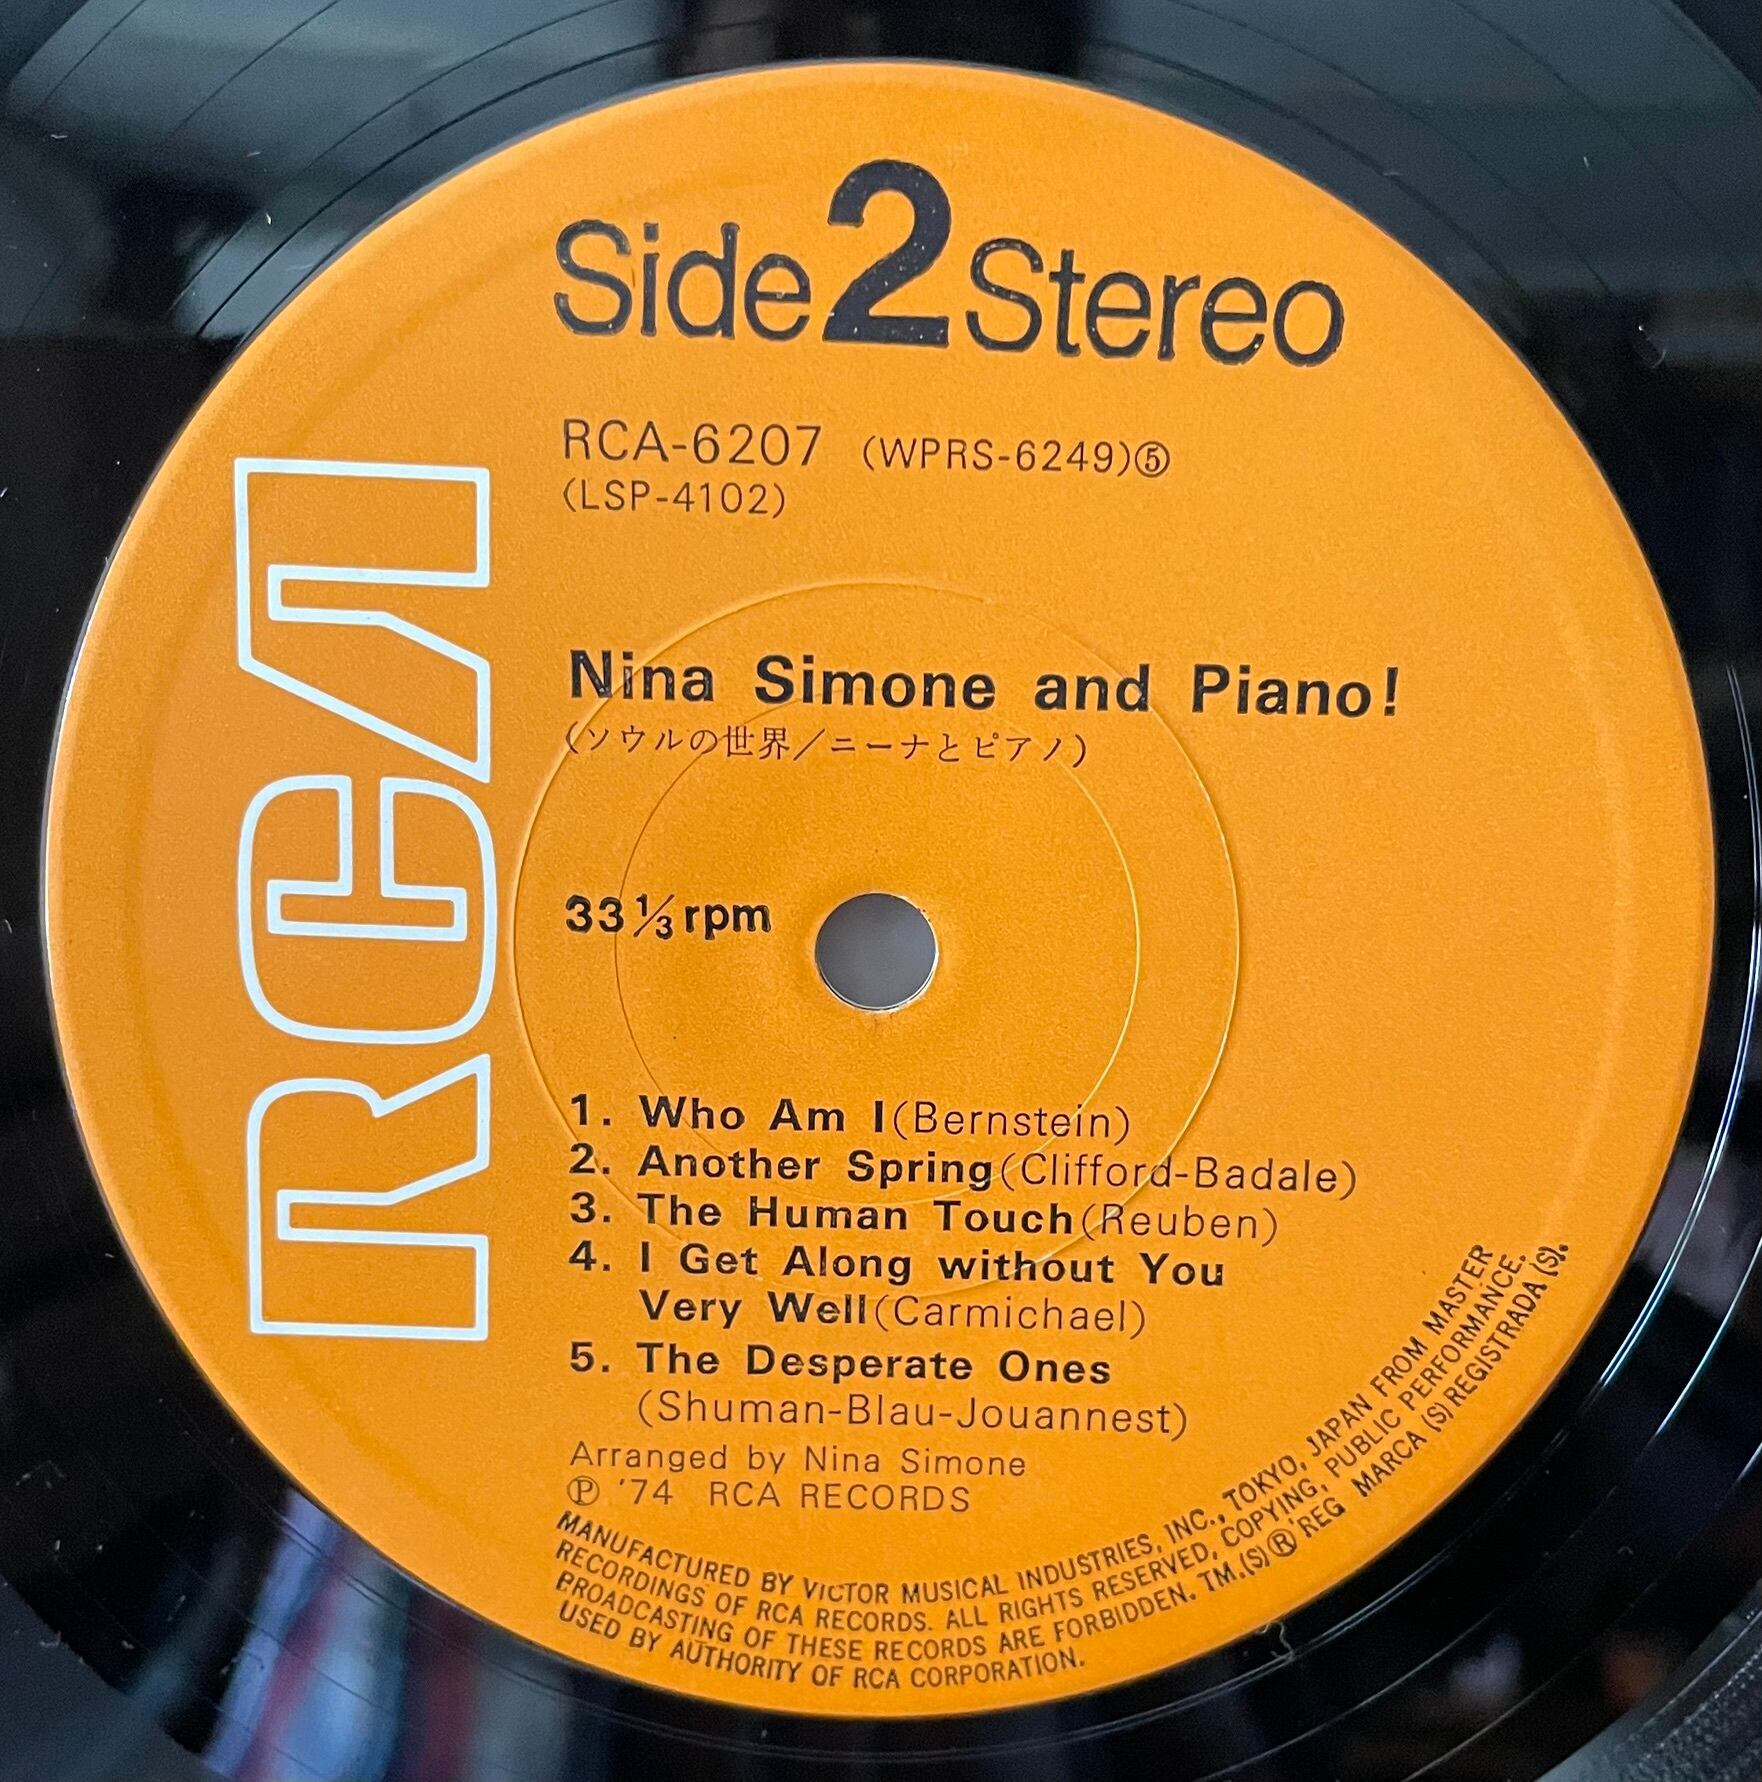 Side 2 Stereo
RCA-6207 (WPRS-6249)⑤
(LSP-4102)
RCA
Nina Simone and Piano!
(ソウルの世界／ニーナとピアノ)
33⅓rpm
1. Who Am I(Bernstein)
2. Another Spring(Clifford-Badale)
3. The Human Touch(Reuben)
4. I Get Along without You
Very Well(Carmichael)
5. The Desperate Ones
(Shuman-Blau-Jouannest)
Arranged by Nina Simone
Ⓟ '74 RCA RECORDS
MANUFACTURED BY VICTOR MUSICAL INDUSTRIES, INC., TOKYO, JAPAN FROM MASTER
RECORDINGS OF RCA RECORDS. ALL RIGHTS RESERVED, COPYING, PUBLIC PERFORMANCE,
BROADCASTING OF THESE RECORDS ARE FORBIDDEN. TM.(S)® REG MARCA (S) REGISTRADA (S).
USED BY AUTHORITY OF RCA CORPORATION.